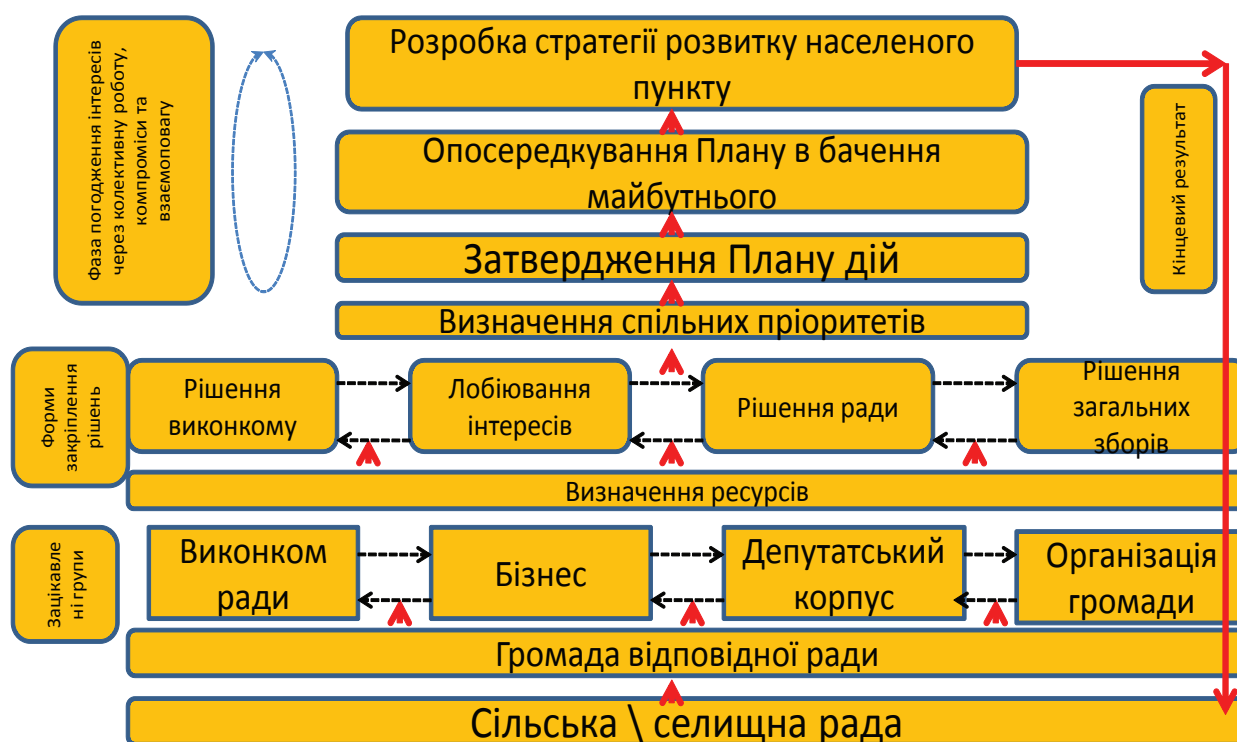 Фаза погодження інтересів
через колективну роботу,
компроміси та
взаємоповагу
Розробка стратегії розвитку населеного
пункту
Опосередкування Плану в бачення
майбутнього
Затвердження Плану дій
Визначення спільних пріоритетів
Кінцевий результат
Форми
закріплення
рішень
Рішення
виконкому
Лобіювання
інтересів
Рішення ради
Рішення
загальних
зборів
Визначення ресурсів
Зацікавле
ні групи
Виконком
ради
Бізнес
Депутатський
корпус
Організація
громади
Громада відповідної ради
Сільська \ селищна рада